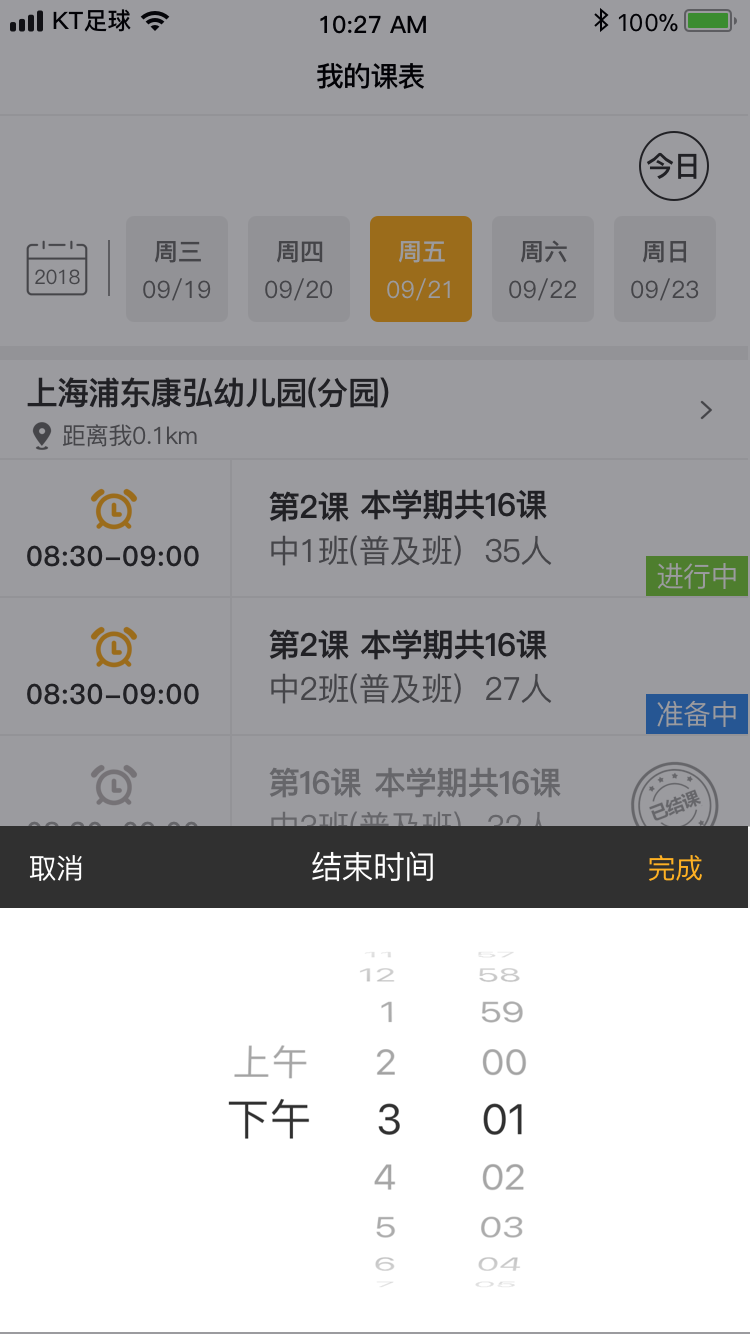 KT足球 10:27 AM 100%
我的课表
今日
2018
周三 周四 周五 周六 周日
09/19 09/20 09/21 09/22 09/23
上海浦东康弘幼儿园(分园)
距离我0.1km
第2课 本学期共16课
08:30–09:00 中1班(普及班) 35人
进行中
第2课 本学期共16课
08:30–09:00 中2班(普及班) 27人
准备中
第16课 本学期共16课
已结课
取消 结束时间 完成
11 57
12 58
1 59
上午 2 00
下午 3 01
4 02
5 03
6 04
7 05